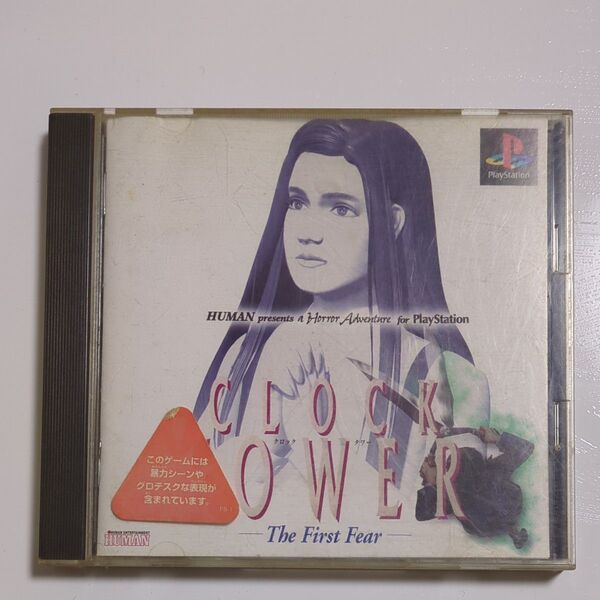 PlayStation
HUMAN presents a Horror Adventure for PlayStation
CLOCK
クロック タワー
TOWER
The First Fear
このゲームには
暴力シーンや
グロテスクな表現が
含まれています。
HUMAN ENTERTAINMENT
HUMAN